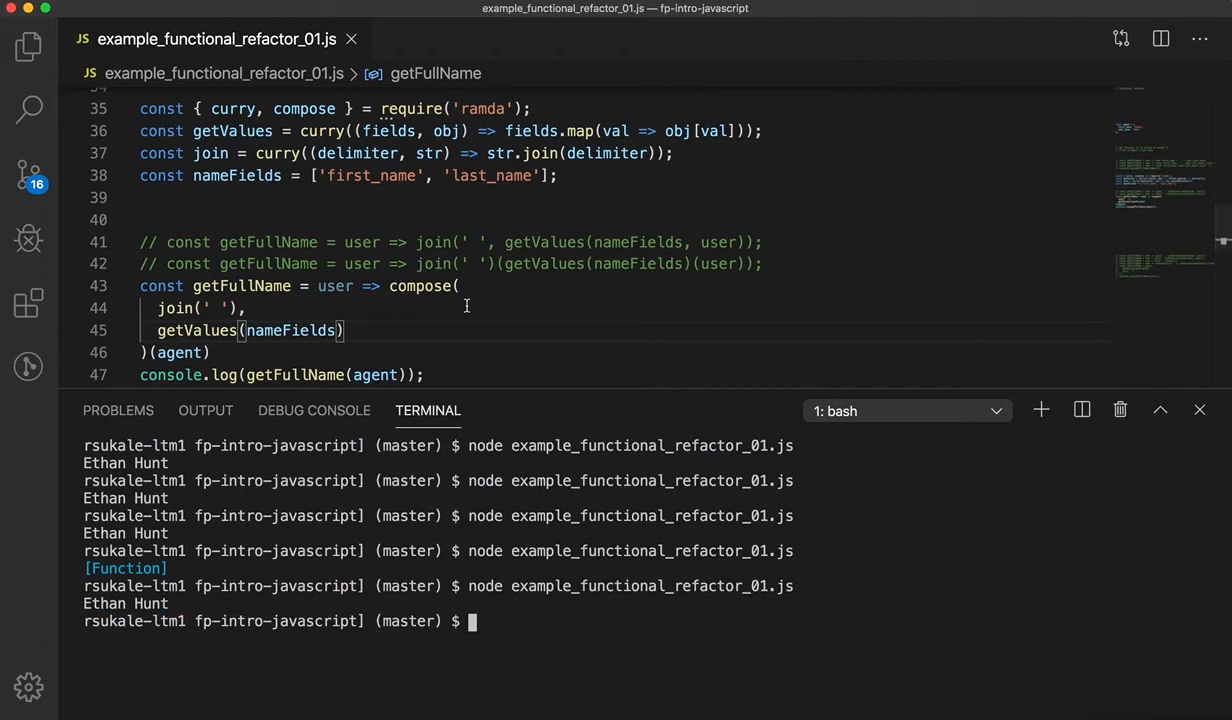 example_functional_refactor_01.js — fp-intro-javascript
JS example_functional_refactor_01.js
JS example_functional_refactor_01.js > getFullName
35 const { curry, compose } = require('ramda');
36 const getValues = curry((fields, obj) => fields.map(val => obj[val]));
37 const join = curry((delimiter, str) => str.join(delimiter));
38 const nameFields = ['first_name', 'last_name'];
39
40
41 // const getFullName = user => join(' ', getValues(nameFields, user));
42 // const getFullName = user => join(' ')(getValues(nameFields)(user));
43 const getFullName = user => compose(
44 join(' '),
45 getValues(nameFields)
46 )(agent)
47 console.log(getFullName(agent));
16
PROBLEMS OUTPUT DEBUG CONSOLE TERMINAL 1: bash
rsukale-ltm1 fp-intro-javascript] (master) $ node example_functional_refactor_01.js
Ethan Hunt
rsukale-ltm1 fp-intro-javascript] (master) $ node example_functional_refactor_01.js
Ethan Hunt
rsukale-ltm1 fp-intro-javascript] (master) $ node example_functional_refactor_01.js
Ethan Hunt
rsukale-ltm1 fp-intro-javascript] (master) $ node example_functional_refactor_01.js
[Function]
rsukale-ltm1 fp-intro-javascript] (master) $ node example_functional_refactor_01.js
Ethan Hunt
rsukale-ltm1 fp-intro-javascript] (master) $